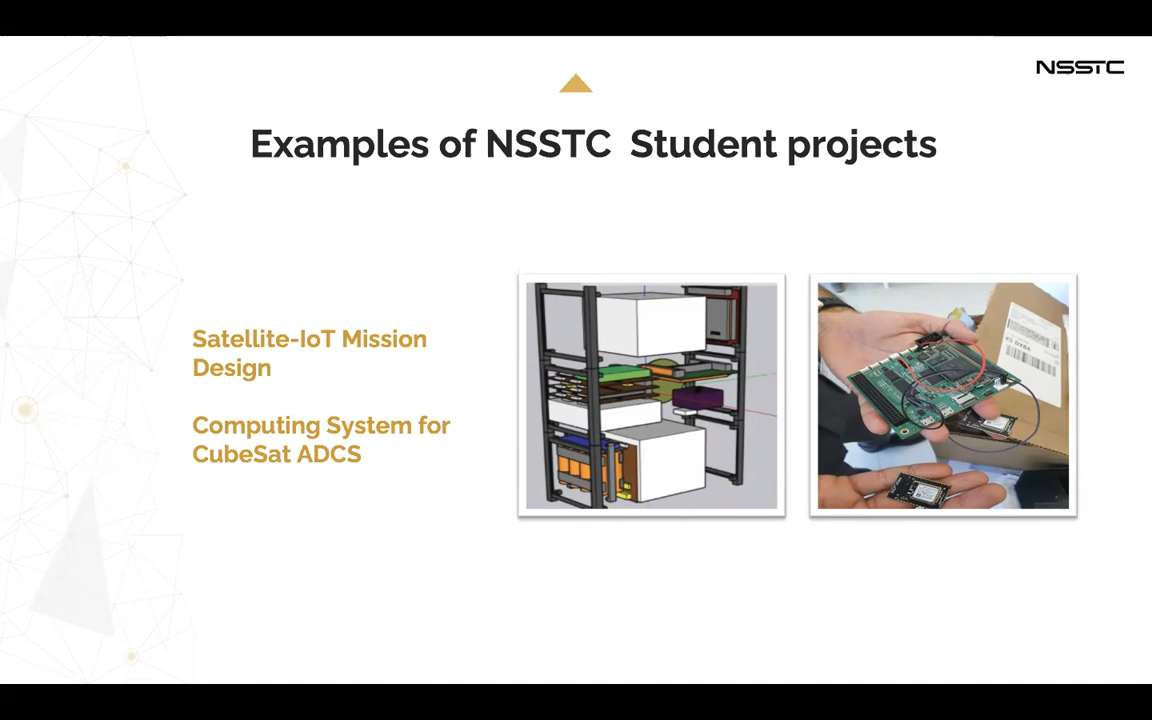 NSSTC
Examples of NSSTC Student projects
Satellite-IoT Mission
Design
Computing System for
CubeSat ADCS